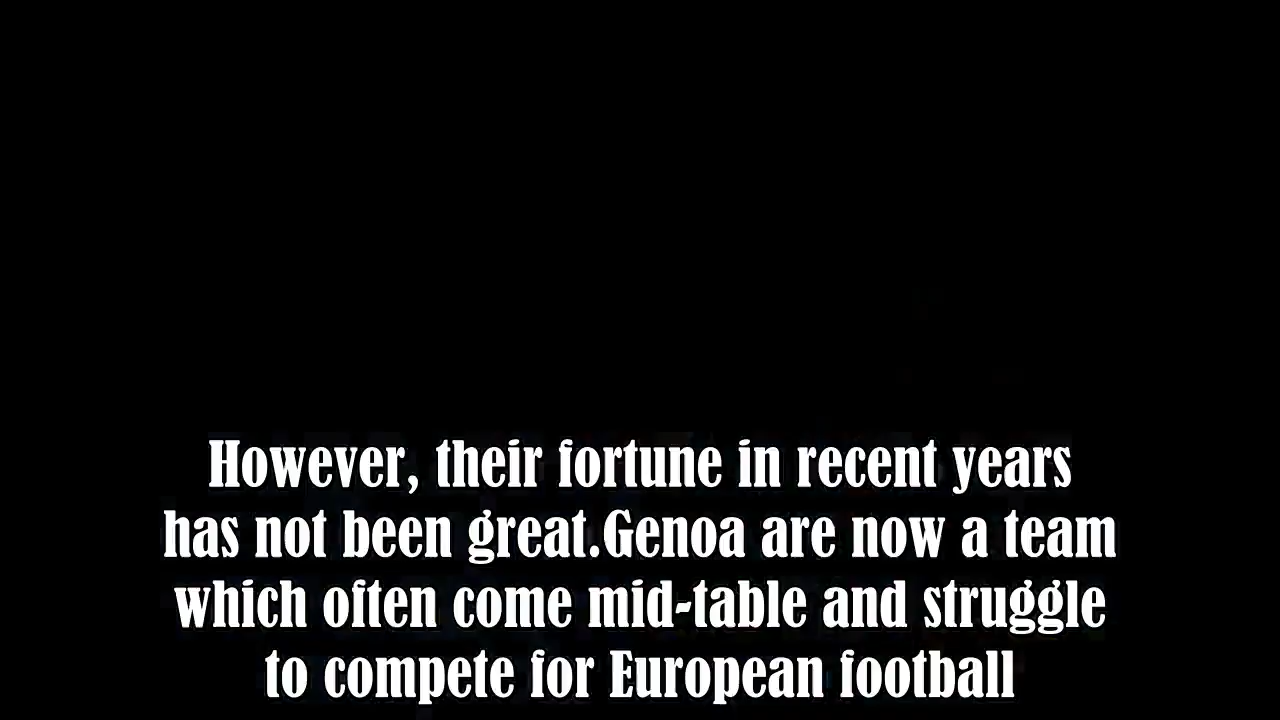 However, their fortune in recent years
has not been great.Genoa are now a team
which often come mid-table and struggle
to compete for European football